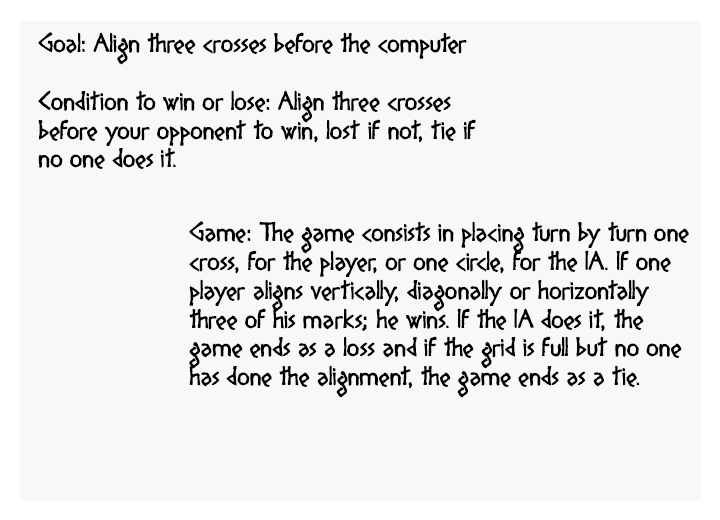 Goal: Align three crosses before the computer
Condition to win or lose: Align three crosses
before your opponent to win, lost if not, tie if
no one does it.
Game: The game consists in placing turn by turn one
cross, for the player, or one circle, for the IA. If one
player aligns vertically, diagonally or horizontally
three of his marks; he wins. If the IA does it, the
game ends as a loss and if the grid is full but no one
has done the alignment, the game ends as a tie.